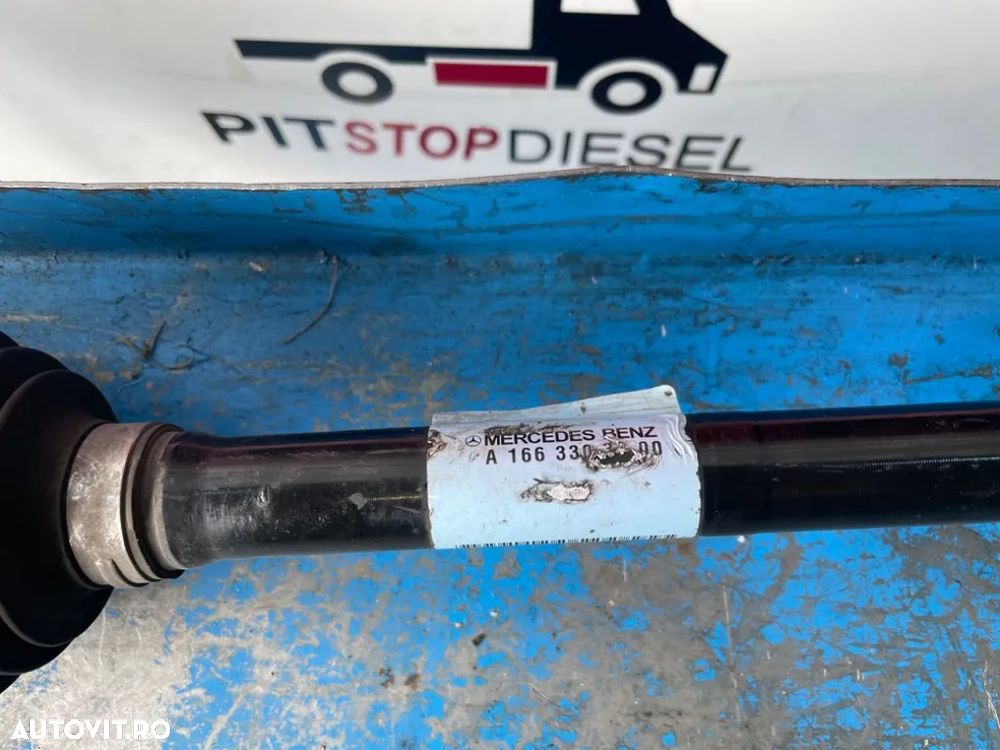 PITSTOPDIESEL
MERCEDES BENZ
A 166 330 00
AUTOVIT.RO